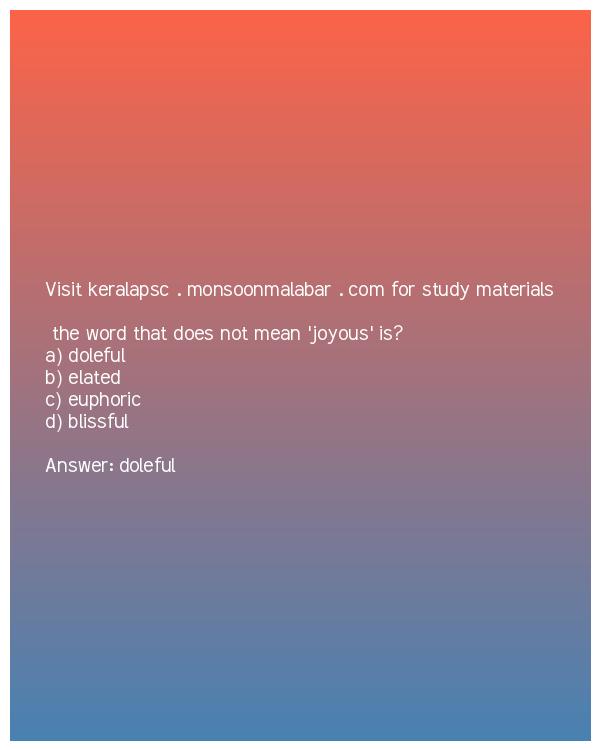 Visit keralapsc . monsoonmalabar . com for study materials
the word that does not mean 'joyous' is?
a) doleful
b) elated
c) euphoric
d) blissful
Answer: doleful